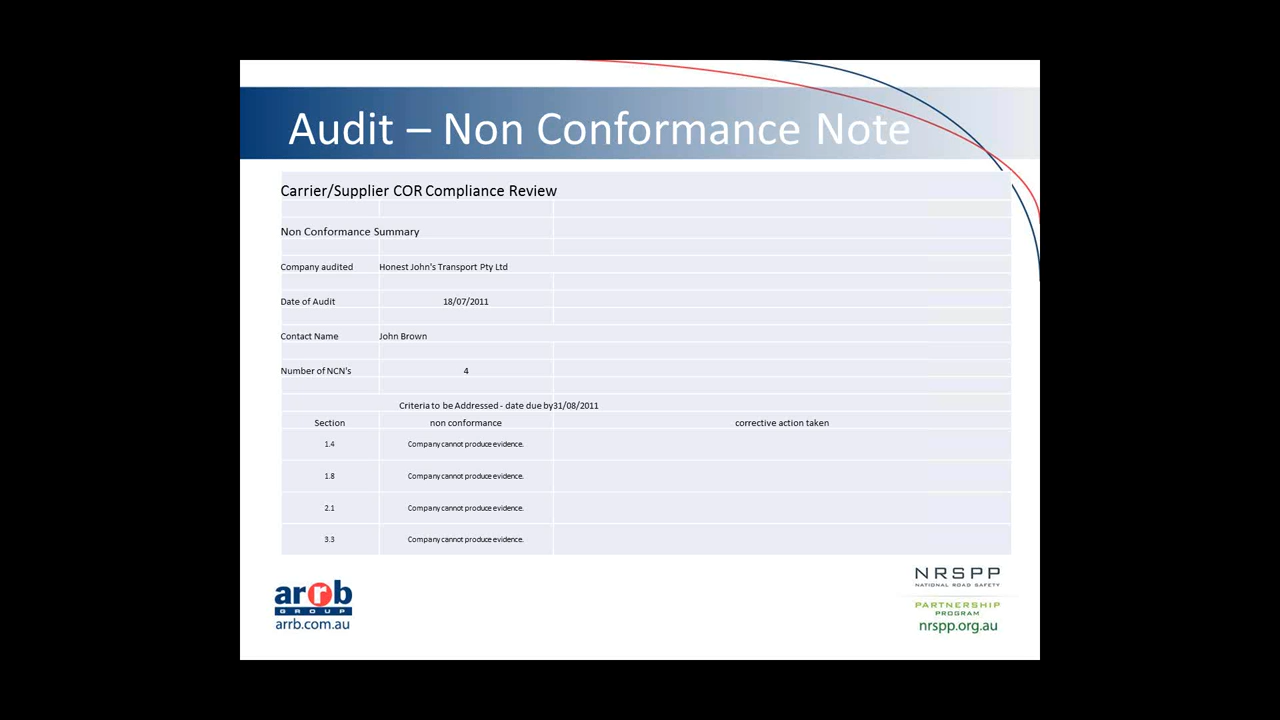 Audit – Non Conformance Note
Carrier/Supplier COR Compliance Review
Non Conformance Summary
Company audited Honest John's Transport Pty Ltd
Date of Audit 18/07/2011
Contact Name John Brown
Number of NCN's 4
Criteria to be Addressed - date due by31/08/2011
Section non conformance corrective action taken
1.4 Company cannot produce evidence.
1.8 Company cannot produce evidence.
2.1 Company cannot produce evidence.
3.3 Company cannot produce evidence.
arrb
GROUP
arrb.com.au
NRSPP
NATIONAL ROAD SAFETY
PARTNERSHIP
PROGRAM
nrspp.org.au